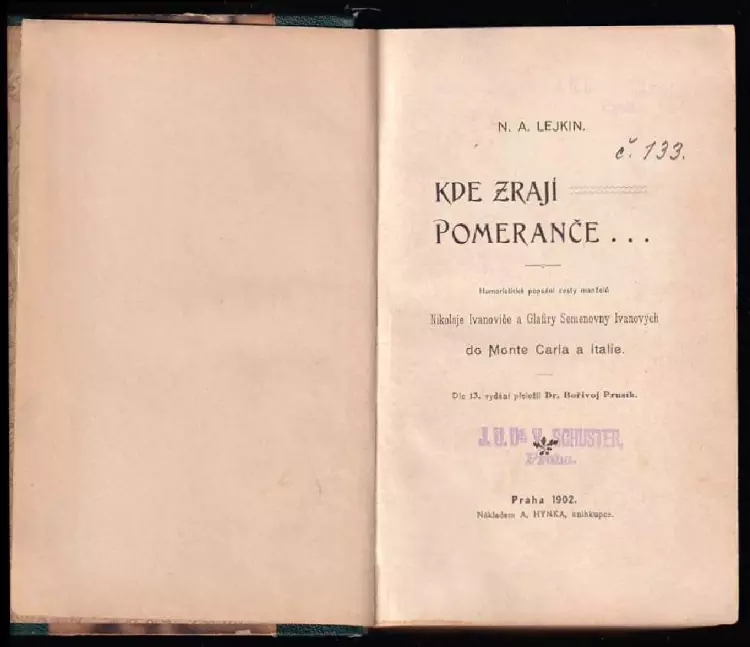 N. A. LEJKIN.
č. 133.
KDE ZRAJÍ
POMERANČE . . .
Humoristické popsání cesty manželů
Nikolaje Ivanoviče a Glafiry Semenovny Ivanových
do Monte Carla a Italie.
Dle 13. vydání přeložil Dr. Bořivoj Prusík.
J. U. Dr. V. SCHUSTER,
Praha.
Praha 1902.
Nákladem A. HYNKA, knihkupce.